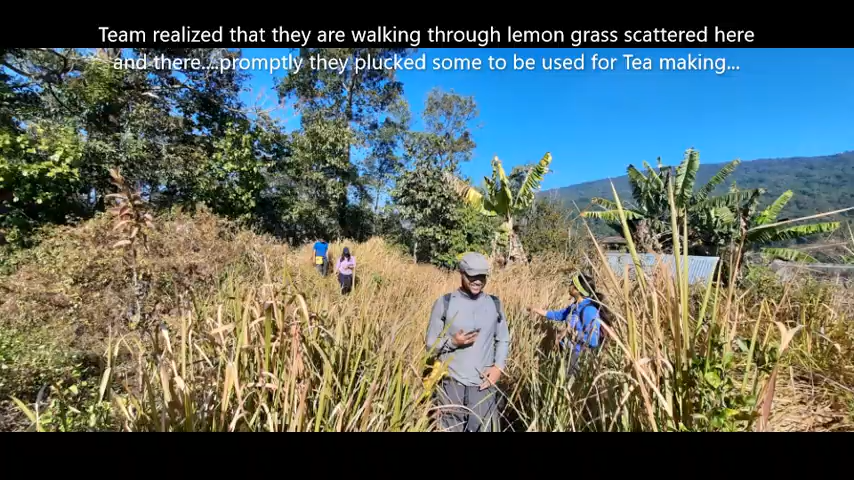 Team realized that they are walking through lemon grass scattered here
and there....promptly they plucked some to be used for Tea making...